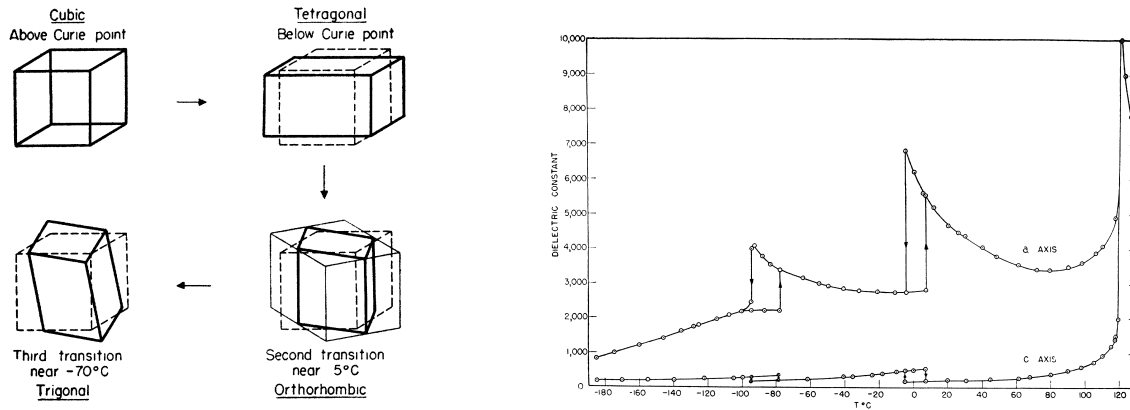 Cubic
Above Curie point
Tetragonal
Below Curie point
Third transition
near -70°C
Trigonal
Second transition
near 5°C
Orthorhombic
10,000
9,000
8,000
7,000
6,000
5,000
4,000
3,000
2,000
1,000
0
DIELECTRIC CONSTANT
a AXIS
c AXIS
-180 -160 -140 -120 -100 -80 -60 -40 -20 0 20 40 60 80 100 120
T °C